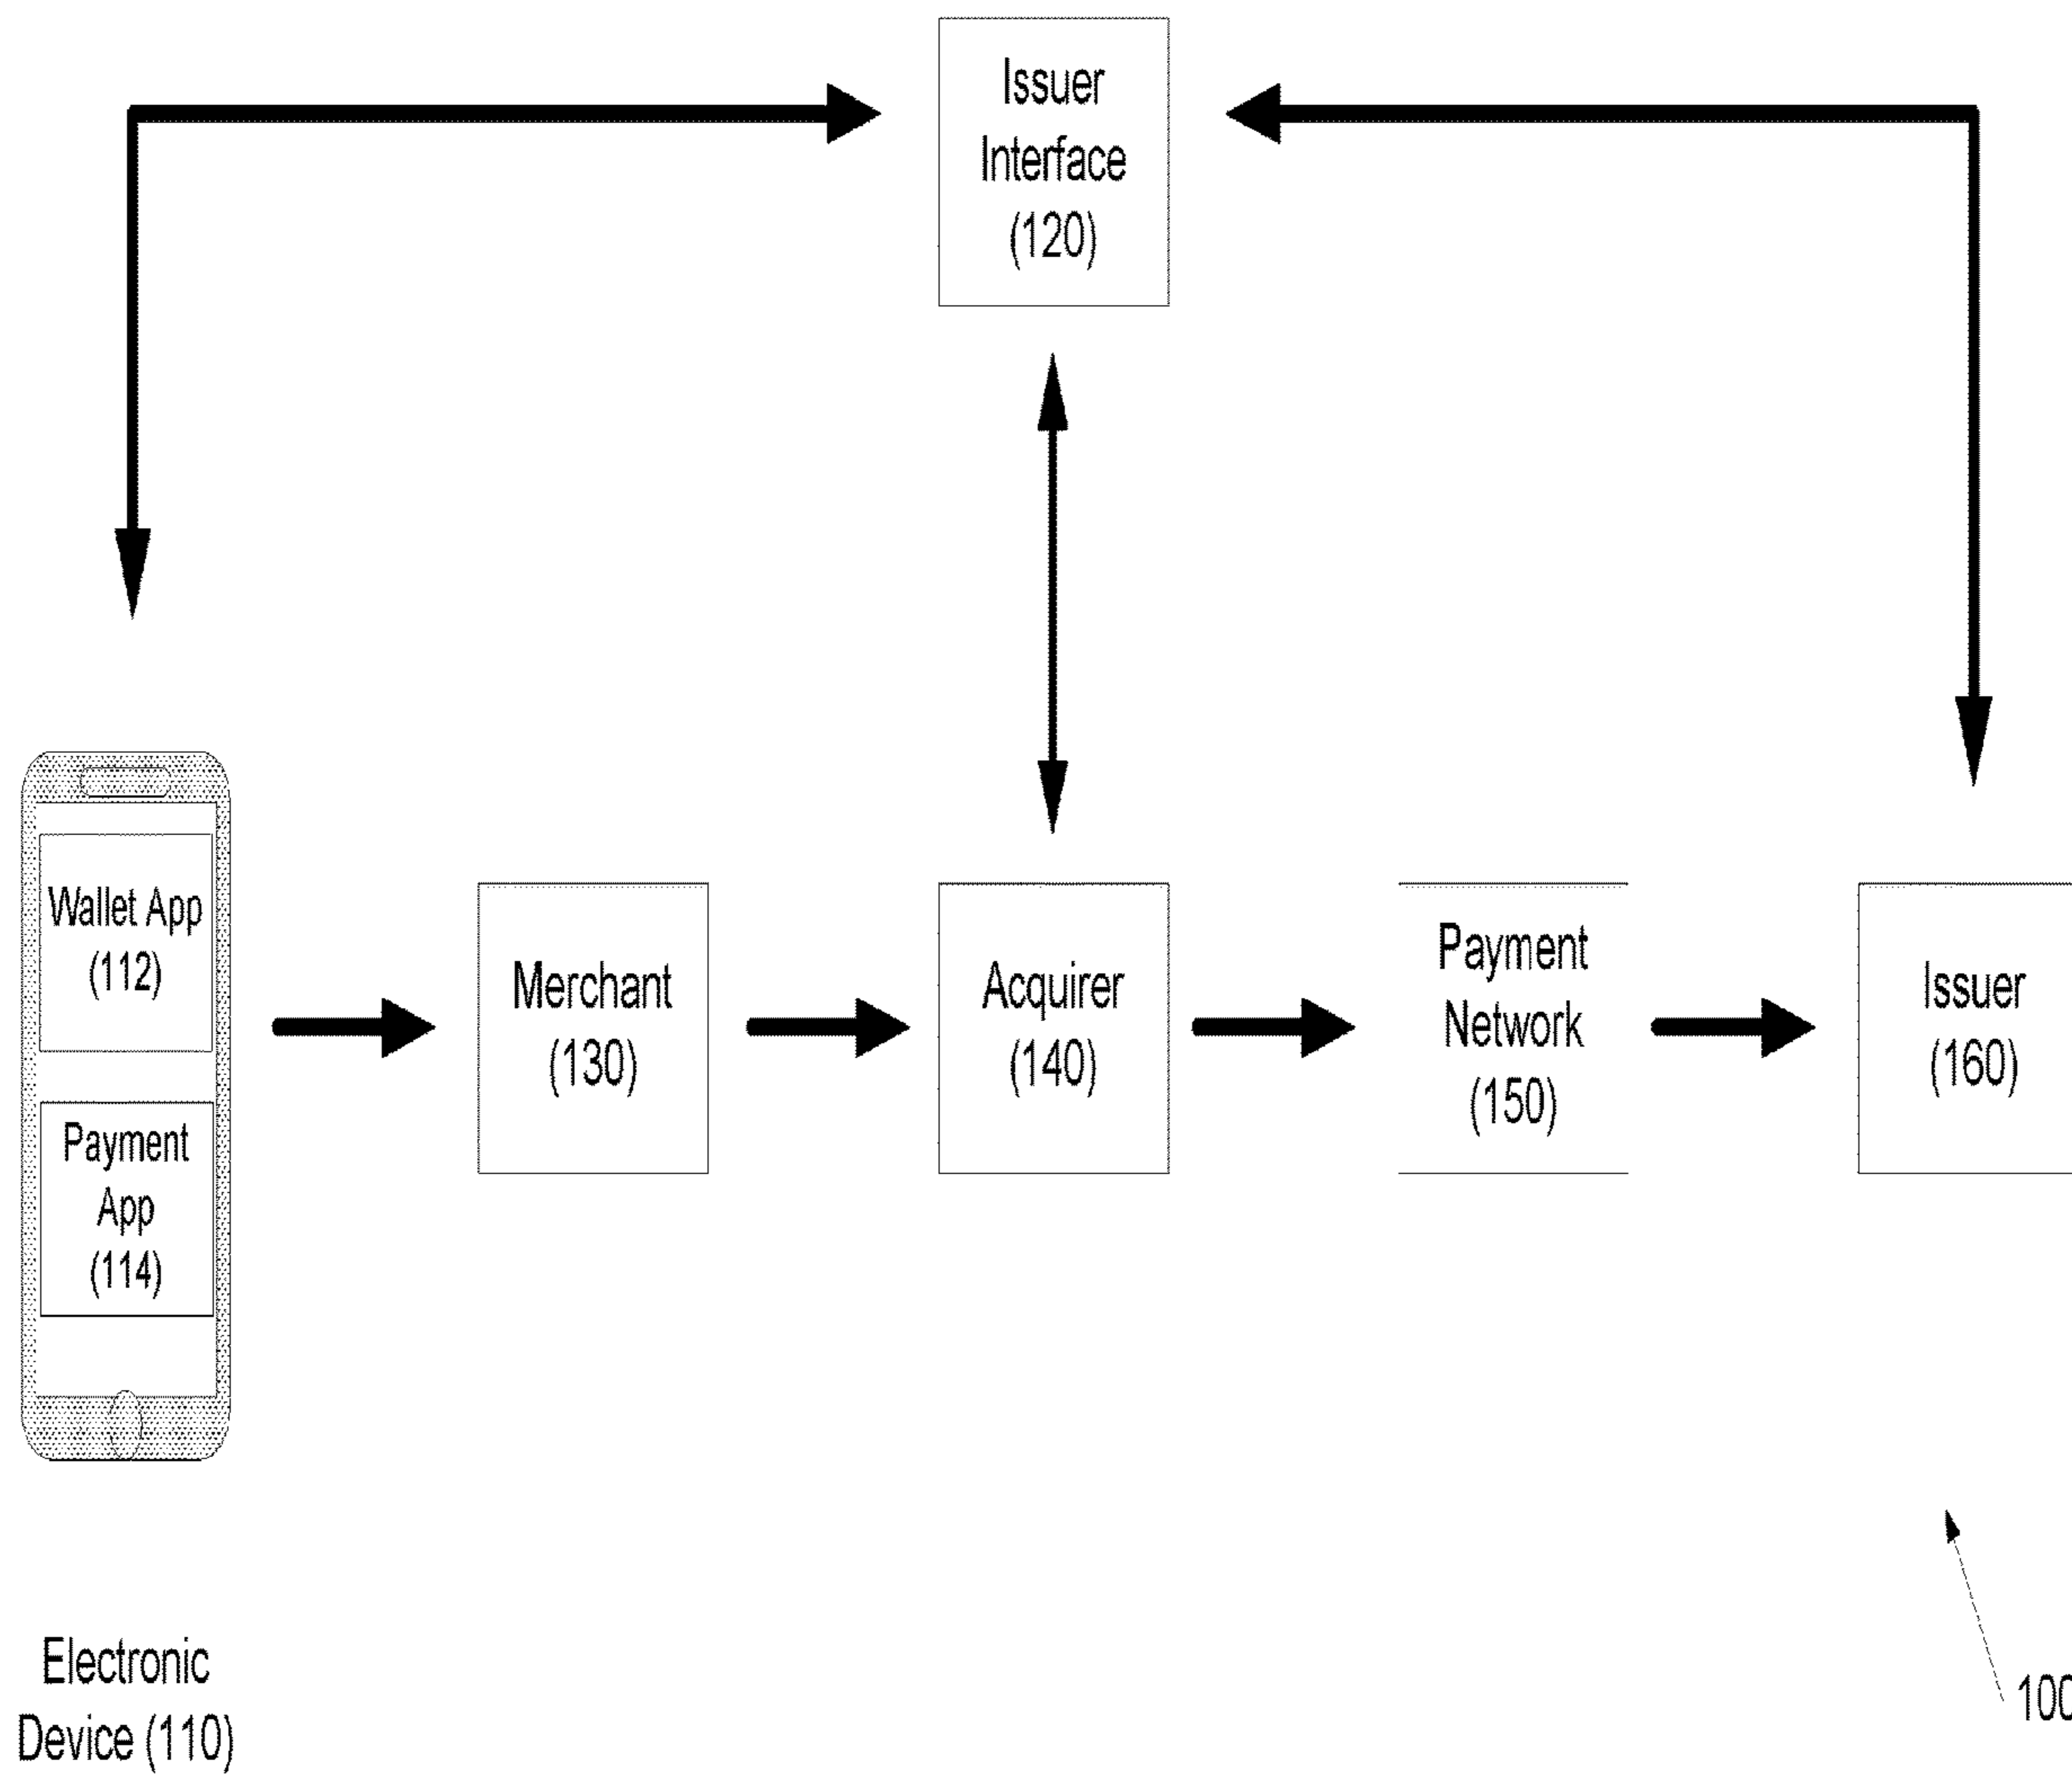 Issuer
Interface
(120)
Wallet App
(112)
Payment
App
(114)
Merchant
(130)
Acquirer
(140)
Payment
Network
(150)
Issuer
(160)
Electronic
Device (110)
100